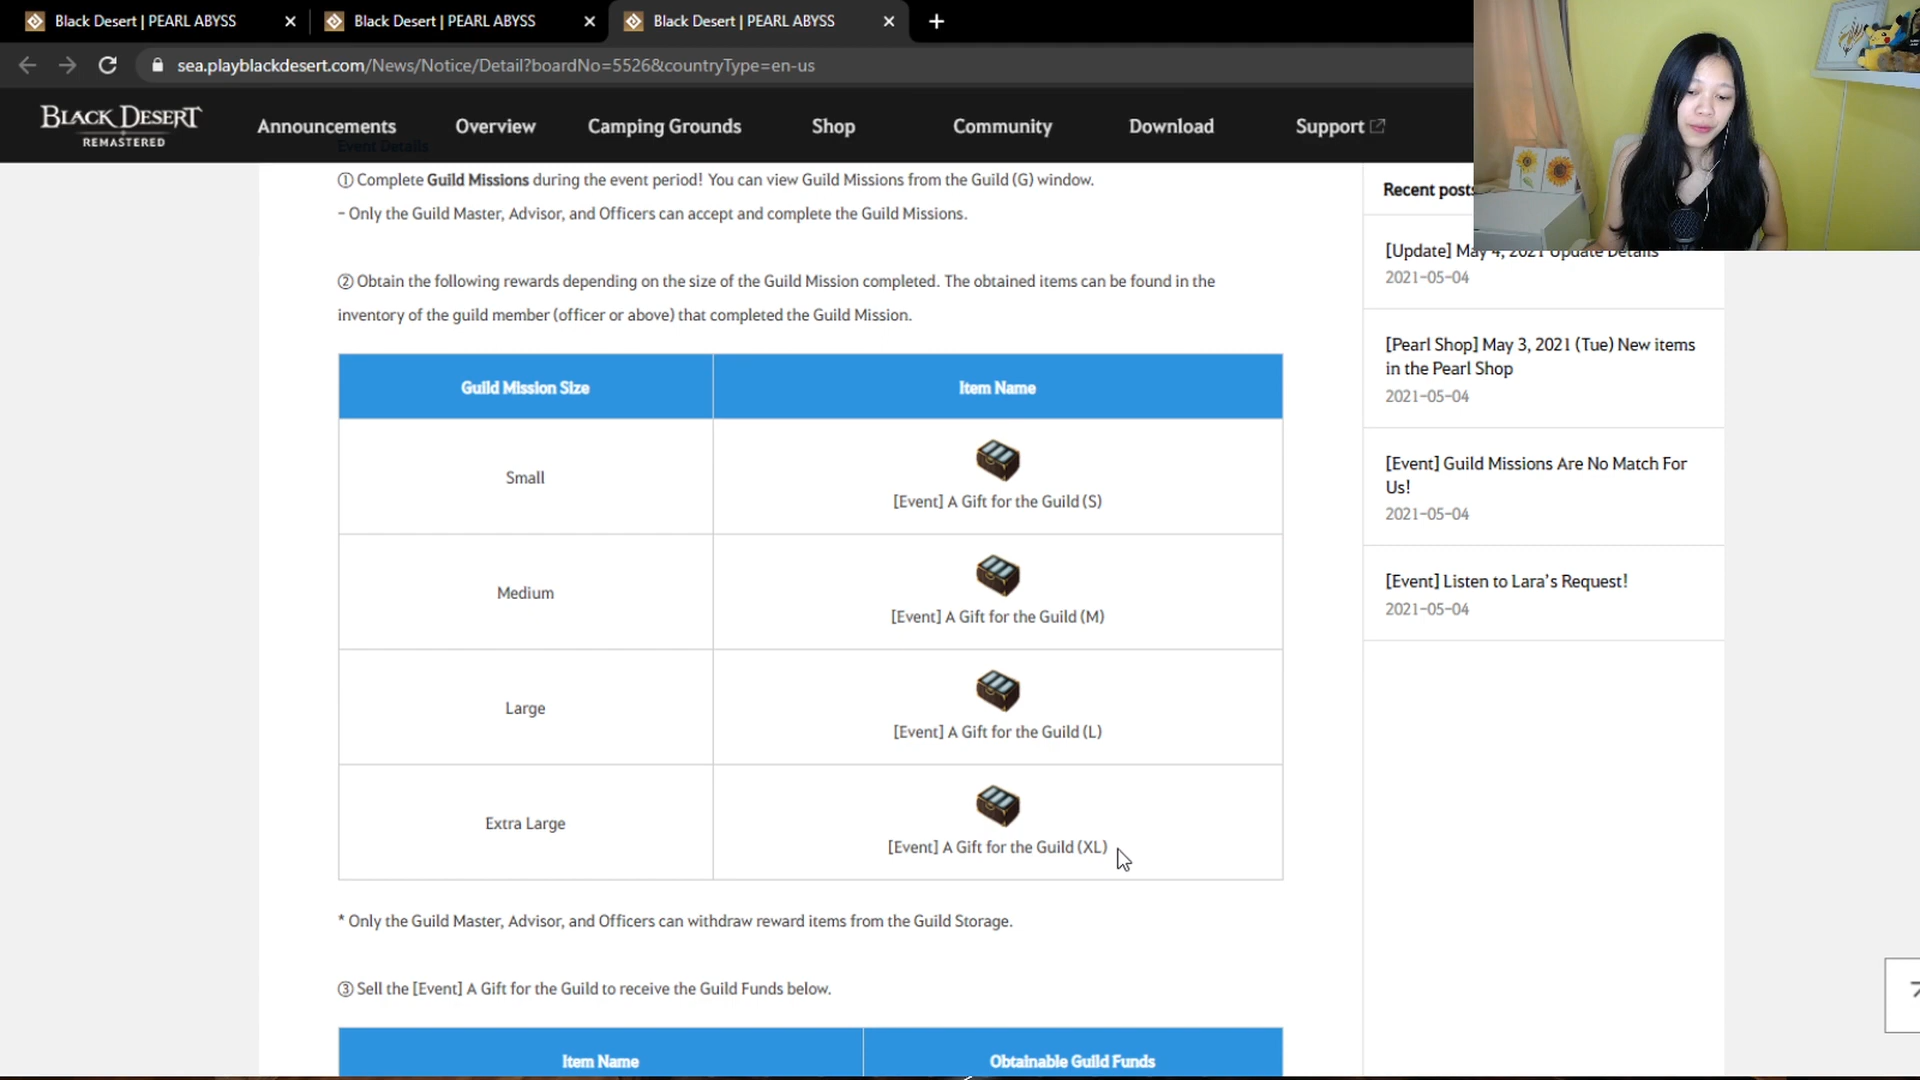 Black Desert | PEARL ABYSS
Black Desert | PEARL ABYSS
Black Desert | PEARL ABYSS
sea.playblackdesert.com/News/Notice/Detail?boardNo=5526&countryType=en-us
BLACK DESERT
REMASTERED
Announcements
Overview
Camping Grounds
Shop
Community
Download
Support
Event Details
① Complete Guild Missions during the event period! You can view Guild Missions from the Guild (G) window.
- Only the Guild Master, Advisor, and Officers can accept and complete the Guild Missions.
② Obtain the following rewards depending on the size of the Guild Mission completed. The obtained items can be found in the
inventory of the guild member (officer or above) that completed the Guild Mission.
Guild Mission Size
Item Name
Small
[Event] A Gift for the Guild (S)
Medium
[Event] A Gift for the Guild (M)
Large
[Event] A Gift for the Guild (L)
Extra Large
[Event] A Gift for the Guild (XL)
* Only the Guild Master, Advisor, and Officers can withdraw reward items from the Guild Storage.
③ Sell the [Event] A Gift for the Guild to receive the Guild Funds below.
Item Name
Obtainable Guild Funds
Recent posts
[Update] May 4, 2021 Update Details
2021-05-04
[Pearl Shop] May 3, 2021 (Tue) New items
in the Pearl Shop
2021-05-04
[Event] Guild Missions Are No Match For
Us!
2021-05-04
[Event] Listen to Lara's Request!
2021-05-04